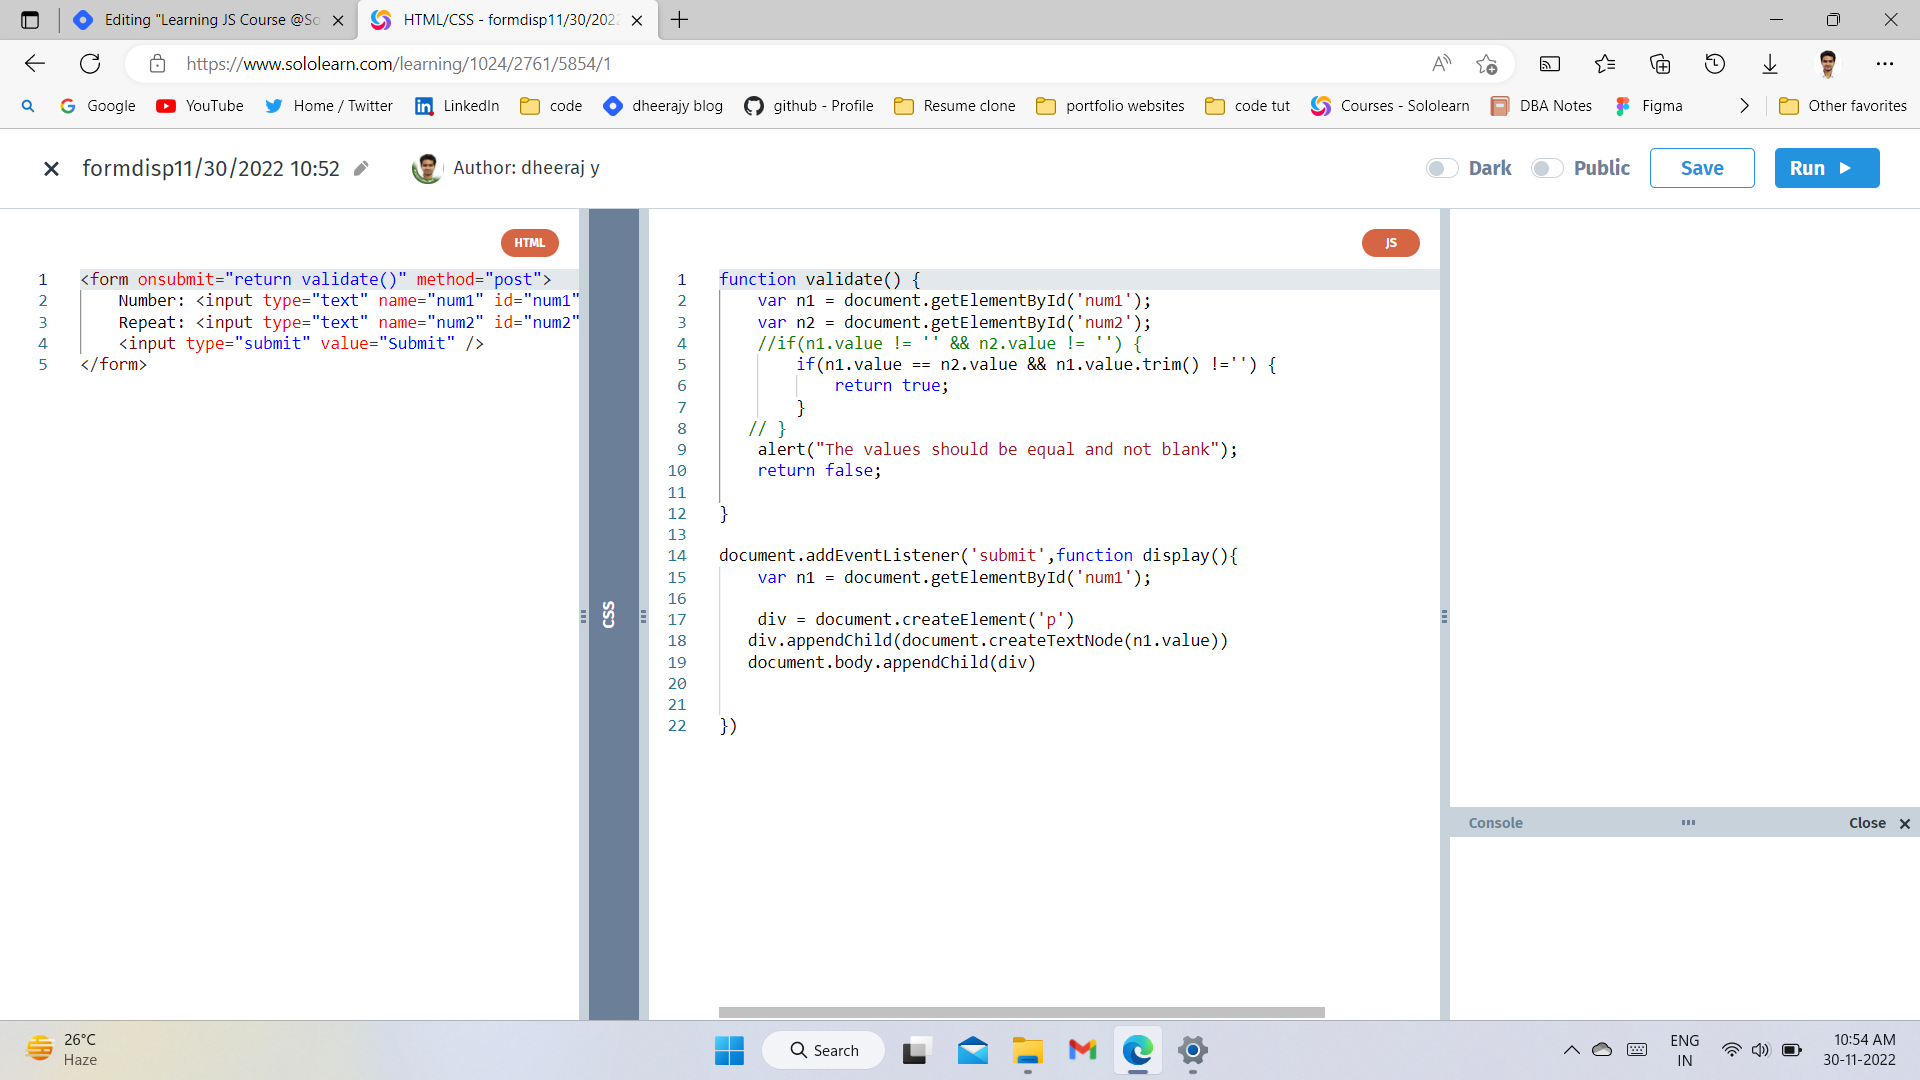 Editing "Learning JS Course @So
HTML/CSS - formdisp11/30/2022
https://www.sololearn.com/learning/1024/2761/5854/1
Google YouTube Home / Twitter LinkedIn code dheerajy blog github - Profile Resume clone portfolio websites code tut Courses - Sololearn DBA Notes Figma Other favorites
formdisp11/30/2022 10:52 Author: dheeraj y Dark Public Save Run
HTML
1 <form onsubmit="return validate()" method="post">
2 Number: <input type="text" name="num1" id="num1"
3 Repeat: <input type="text" name="num2" id="num2"
4 <input type="submit" value="Submit" />
5 </form>
CSS
JS
1 function validate() {
2 var n1 = document.getElementById('num1');
3 var n2 = document.getElementById('num2');
4 //if(n1.value != '' && n2.value != '') {
5 if(n1.value == n2.value && n1.value.trim() !='') {
6 return true;
7 }
8 // }
9 alert("The values should be equal and not blank");
10 return false;
11
12 }
13
14 document.addEventListener('submit',function display(){
15 var n1 = document.getElementById('num1');
16
17 div = document.createElement('p')
18 div.appendChild(document.createTextNode(n1.value))
19 document.body.appendChild(div)
20
21
22 })
Console Close
26°C
Haze
Search
ENG
IN
10:54 AM
30-11-2022